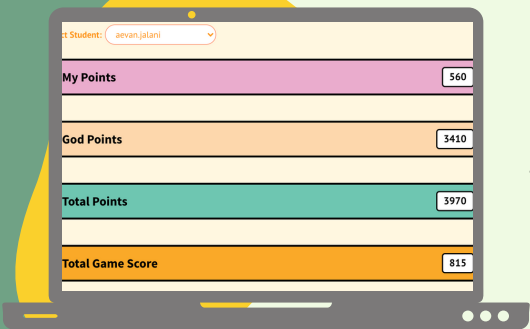 ct Student: aevan.jalani
My Points 560
God Points 3410
Total Points 3970
Total Game Score 815